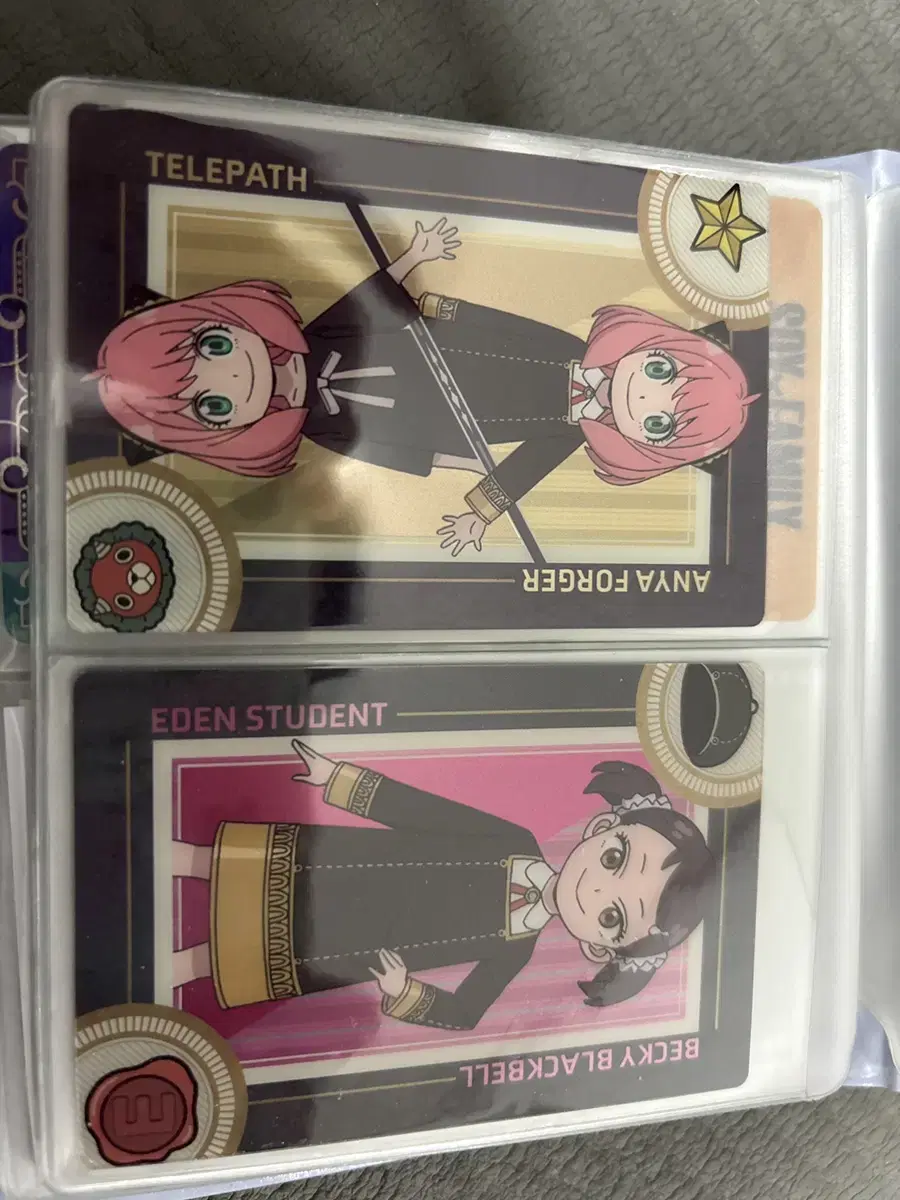 TELEPATH
SPY×FAMILY
ANYA FORGER
EDEN STUDENT
BECKY BLACKBELL
E